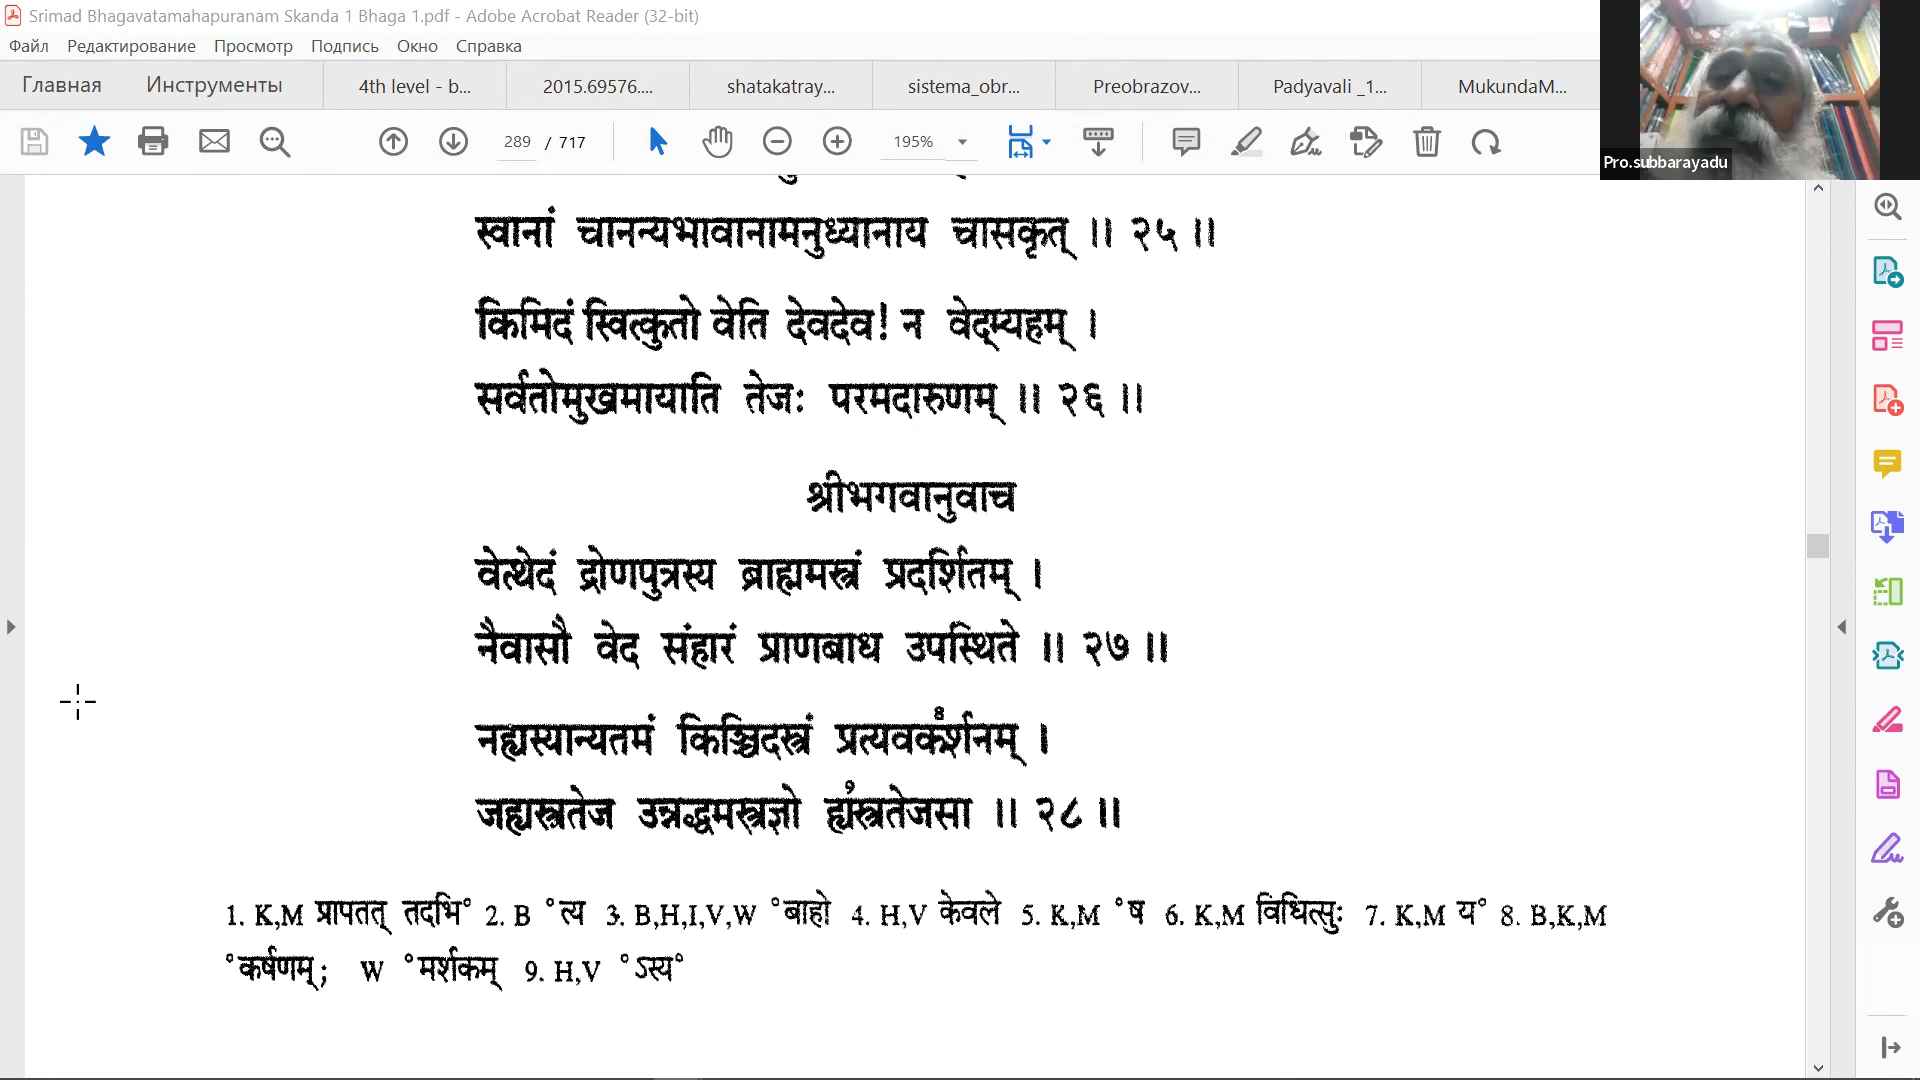 Srimad Bhagavatamahapuranam Skanda 1 Bhaga 1.pdf - Adobe Acrobat Reader (32-bit)
Файл Редактирование Просмотр Подпись Окно Справка
Главная Инструменты 4th level - b... 2015.69576.... shatakatray... sistema_obr... Preobrazov... Padyavali _1... MukundaM...
289 / 717 195%
Pro.subbarayadu
स्वानां चानन्यभावानामनुध्यानाय चासकृत् ।। २५ ।।
किमिदं स्वित्कुतो वेति देवदेव! न वेद्म्यहम् ।
सर्वतोमुखमायाति तेजः परमदारुणम् ।। २६ ।।
श्रीभगवानुवाच
वेत्थेदं द्रोणपुत्रस्य ब्राह्ममस्त्रं प्रदर्शितम् ।
नैवासौ वेद संहारं प्राणबाध उपस्थिते ।। २७ ।।
नह्यस्यान्यतमं किञ्चिदस्त्रं प्रत्यवकर्शनम्8 ।
जह्यस्त्रतेज उन्नद्धमस्त्रज्ञो ह्यस्त्रतेजसा9 ।। २८ ।।
1. K,M प्रापतत् तदभि° 2. B °त्य 3. B,H,I,V,W °बाहो 4. H,V केवले 5. K,M °ष 6. K,M विधित्सुः 7. K,M य° 8. B,K,M
°कर्षणम्; W °मर्शकम् 9. H,V °ऽस्य°